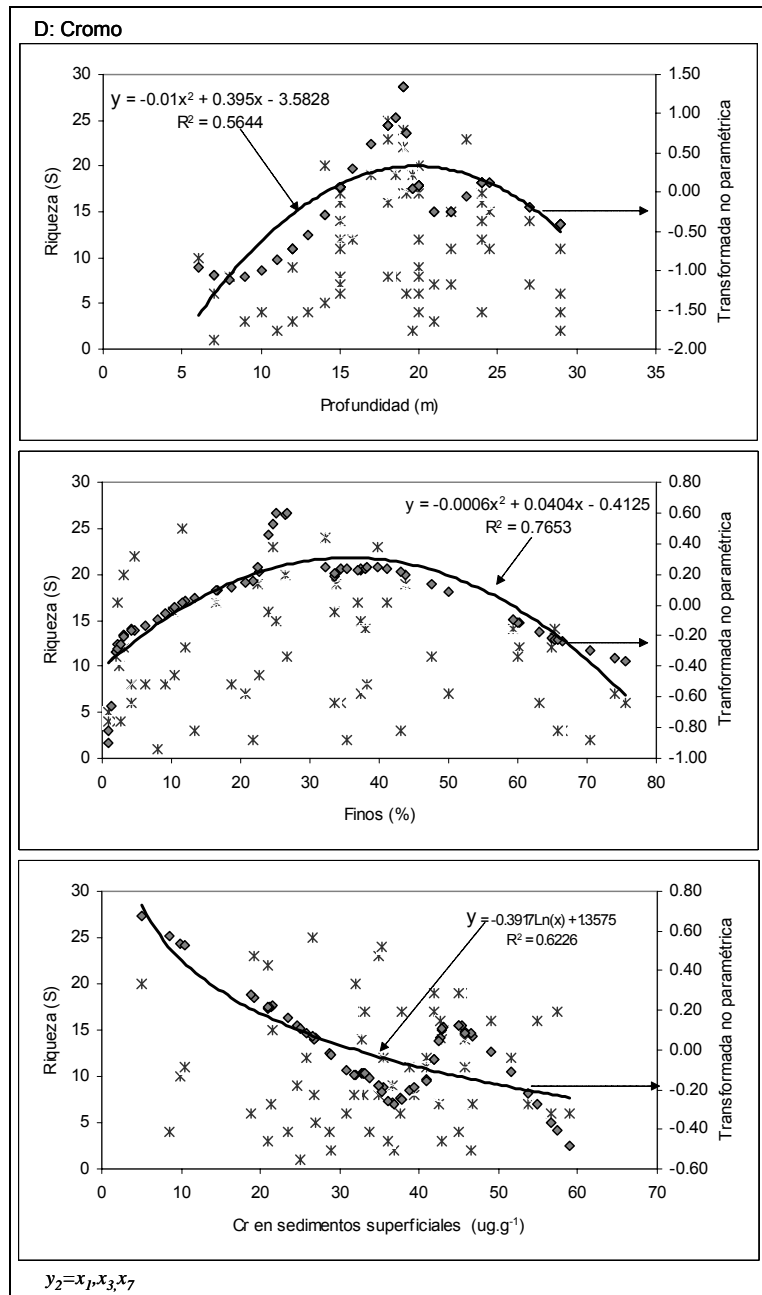 D: Cromo
30
25
20
15
10
5
0
Riqueza (S)
y = -0.01x² + 0.395x - 3.5828
R² = 0.5644
1.50
1.00
0.50
0.00
-0.50
-1.00
-1.50
-2.00
Transformada no paramétrica
0 5 10 15 20 25 30 35
Profundidad (m)
30
25
20
15
10
5
0
Riqueza (S)
y = -0.0006x² + 0.0404x - 0.4125
R² = 0.7653
0.80
0.60
0.40
0.20
0.00
-0.20
-0.40
-0.60
-0.80
-1.00
Tranformada no paramétrica
0 10 20 30 40 50 60 70 80
Finos (%)
30
25
20
15
10
5
0
Riqueza (S)
y = -0.3917Ln(x) + 1.3575
R² = 0.6226
0.80
0.60
0.40
0.20
0.00
-0.20
-0.40
-0.60
Transformada no paramétrica
0 10 20 30 40 50 60 70
Cr en sedimentos superficiales (ug.g⁻¹)
y₂=x₁,x₃,x₇